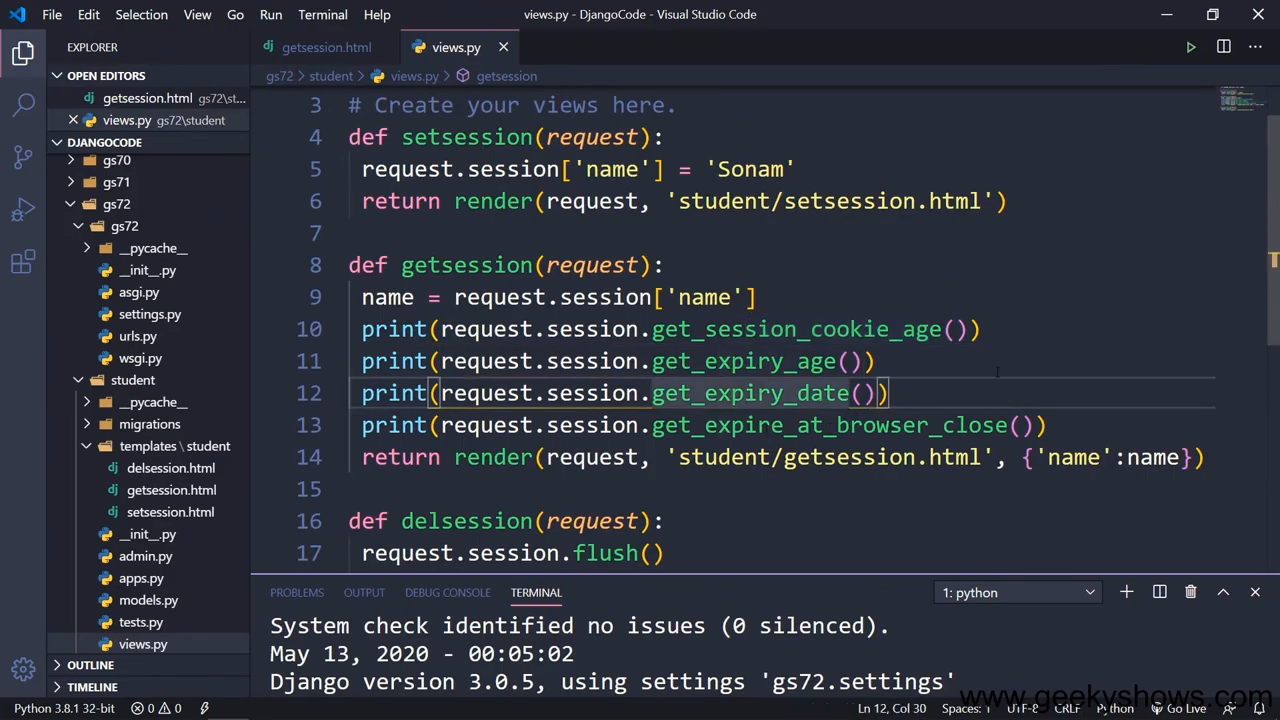 File Edit Selection View Go Run Terminal Help views.py - DjangoCode - Visual Studio Code
EXPLORER
OPEN EDITORS
getsession.html gs72\st...
views.py gs72\student
DJANGOCODE
gs70
gs71
gs72
gs72
__pycache__
__init__.py
asgi.py
settings.py
urls.py
wsgi.py
student
__pycache__
migrations
templates \ student
delsession.html
getsession.html
setsession.html
__init__.py
admin.py
apps.py
models.py
tests.py
views.py
OUTLINE
TIMELINE
getsession.html views.py
gs72 > student > views.py > getsession
3 # Create your views here.
4 def setsession(request):
5 request.session['name'] = 'Sonam'
6 return render(request, 'student/setsession.html')
7
8 def getsession(request):
9 name = request.session['name']
10 print(request.session.get_session_cookie_age())
11 print(request.session.get_expiry_age())
12 print(request.session.get_expiry_date())
13 print(request.session.get_expire_at_browser_close())
14 return render(request, 'student/getsession.html', {'name':name})
15
16 def delsession(request):
17 request.session.flush()
PROBLEMS OUTPUT DEBUG CONSOLE TERMINAL 1: python
System check identified no issues (0 silenced).
May 13, 2020 - 00:05:02
Django version 3.0.5, using settings 'gs72.settings'
www.geekyshows.com
Python 3.8.1 32-bit 0 0 Ln 12, Col 30 Spaces: 1 UTF-8 CRLF Python Go Live